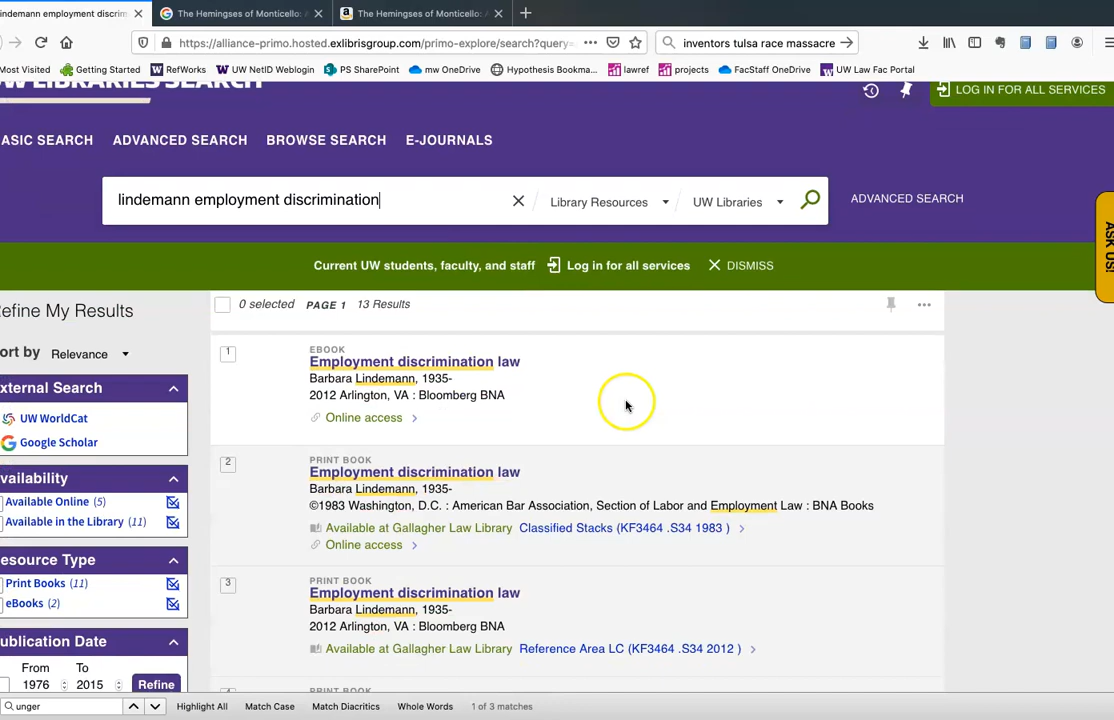 indemann employment discrim
The Hemingses of Monticello: A
The Hemingses of Monticello: A
https://alliance-primo.hosted.exlibrisgroup.com/primo-explore/search?query=
inventors tulsa race massacre
Most Visited Getting Started RefWorks UW NetID Weblogin PS SharePoint mw OneDrive Hypothesis Bookma... lawref projects FacStaff OneDrive UW Law Fac Portal
W LIBRARIES SEARCH
LOG IN FOR ALL SERVICES
ASIC SEARCH ADVANCED SEARCH BROWSE SEARCH E-JOURNALS
lindemann employment discrimination
Library Resources UW Libraries ADVANCED SEARCH
ASK US!
Current UW students, faculty, and staff Log in for all services DISMISS
efine My Results
ort by Relevance
xternal Search
UW WorldCat
Google Scholar
vailability
Available Online (5)
Available in the Library (11)
esource Type
Print Books (11)
eBooks (2)
ublication Date
From To
1976 2015 Refine
0 selected PAGE 1 13 Results
1
EBOOK
Employment discrimination law
Barbara Lindemann, 1935-
2012 Arlington, VA : Bloomberg BNA
Online access
2
PRINT BOOK
Employment discrimination law
Barbara Lindemann, 1935-
©1983 Washington, D.C. : American Bar Association, Section of Labor and Employment Law : BNA Books
Available at Gallagher Law Library Classified Stacks (KF3464 .S34 1983 )
Online access
3
PRINT BOOK
Employment discrimination law
Barbara Lindemann, 1935-
2012 Arlington, VA : Bloomberg BNA
Available at Gallagher Law Library Reference Area LC (KF3464 .S34 2012 )
4
PRINT BOOK
unger Highlight All Match Case Match Diacritics Whole Words 1 of 3 matches